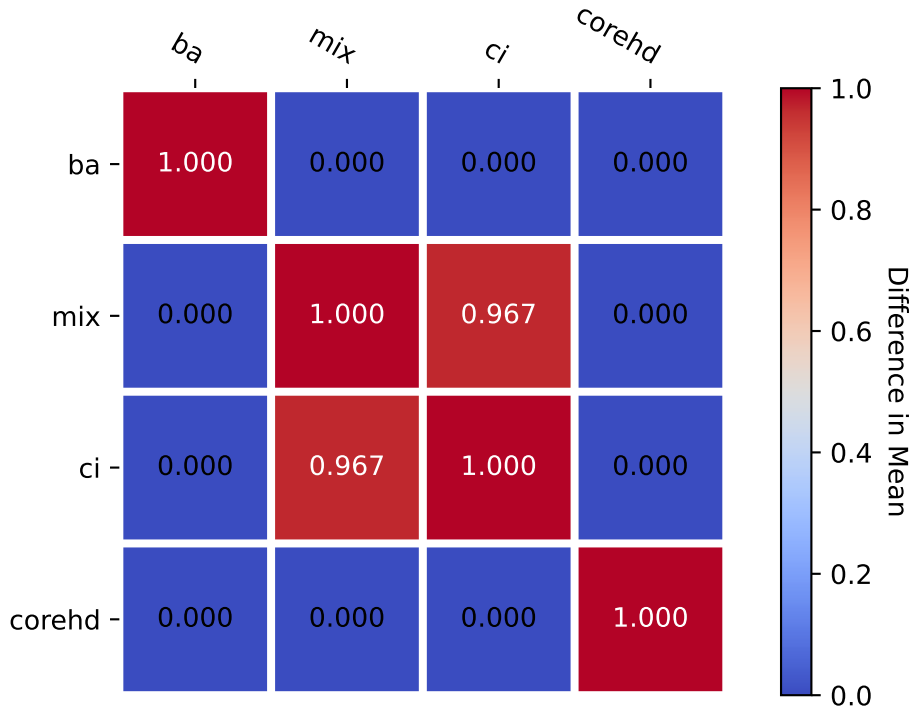 ba mix ci corehd
ba 1.000 0.000 0.000 0.000
mix 0.000 1.000 0.967 0.000
ci 0.000 0.967 1.000 0.000
corehd 0.000 0.000 0.000 1.000
1.0
0.8
0.6
0.4
0.2
0.0
Difference in Mean